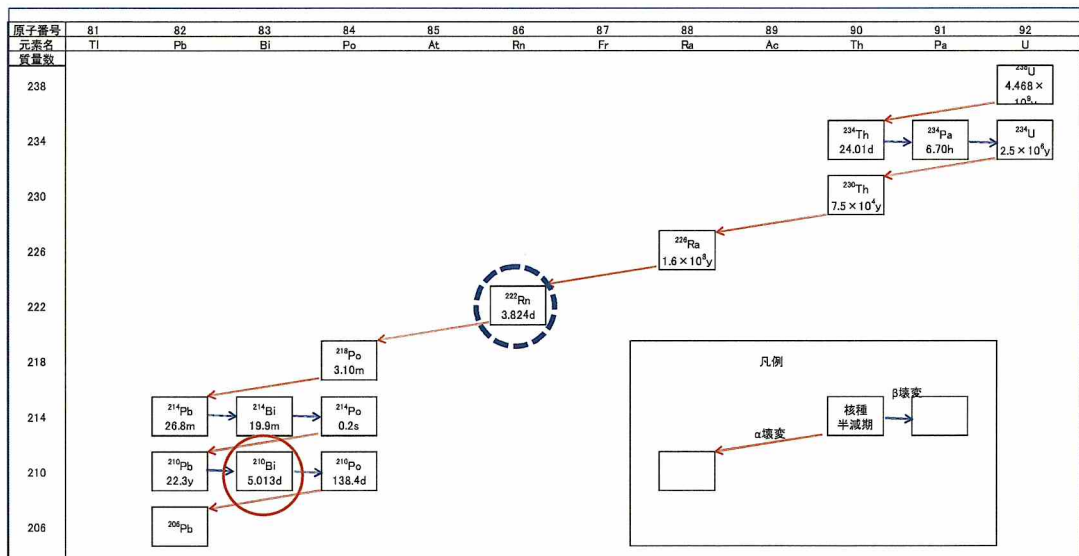 原子番号 81 82 83 84 85 86 87 88 89 90 91 92
元素名 Tl Pb Bi Po At Rn Fr Ra Ac Th Pa U
質量数
238
²³⁸U
4.468×
10⁹y
234
²³⁴Th
24.01d
²³⁴Pa
6.70h
²³⁴U
2.5×10⁶y
230
²³⁰Th
7.5×10⁴y
226
²²⁶Ra
1.6×10⁸y
222
²²²Rn
3.824d
218
²¹⁸Po
3.10m
214
²¹⁴Pb
26.8m
²¹⁴Bi
19.9m
²¹⁴Po
0.2s
210
²¹⁰Pb
22.3y
²¹⁰Bi
5.013d
²¹⁰Po
138.4d
206
²⁰⁶Pb
凡例
核種
半減期
β壊変
α壊変